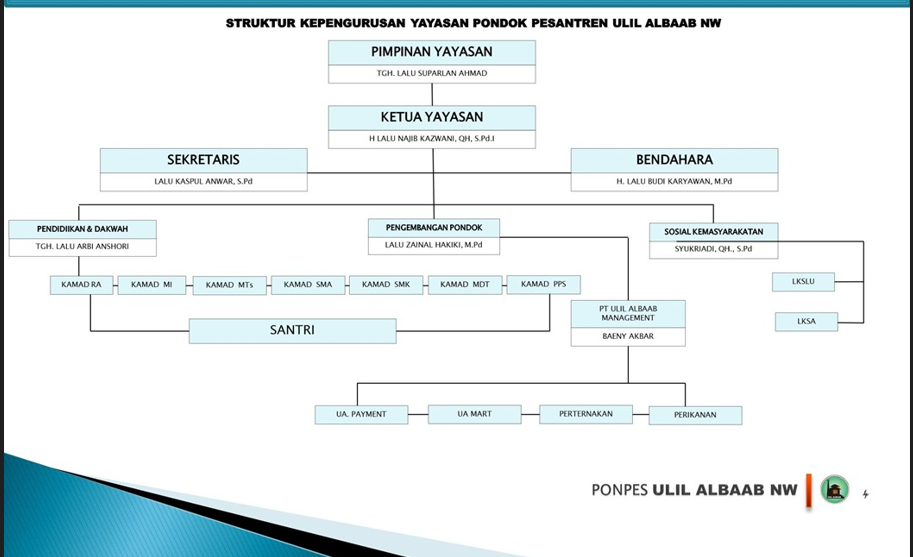 STRUKTUR KEPENGURUSAN YAYASAN PONDOK PESANTREN ULIL ALBAAB NW
PIMPINAN YAYASAN
TGH. LALU SUPARLAN AHMAD
KETUA YAYASAN
H LALU NAJIB KAZWANI, QH, S.Pd.I
SEKRETARIS
LALU KASPUL ANWAR, S.Pd
BENDAHARA
H. LALU BUDI KARYAWAN, M.Pd
PENDIDIKAN & DAKWAH
TGH. LALU ARBI ANSHORI
PENGEMBANGAN PONDOK
LALU ZAINAL HAKIKI, M.Pd
SOSIAL KEMASYARAKATAN
SYUKRIADI, QH., S.Pd
KAMAD RA
KAMAD MI
KAMAD MTs
KAMAD SMA
KAMAD SMK
KAMAD MDT
KAMAD PPS
LKSLU
SANTRI
PT ULIL ALBAAB
MANAGEMENT
BAENY AKBAR
LKSA
UA. PAYMENT
UA MART
PERTERNAKAN
PERIKANAN
PONPES ULIL ALBAAB NW